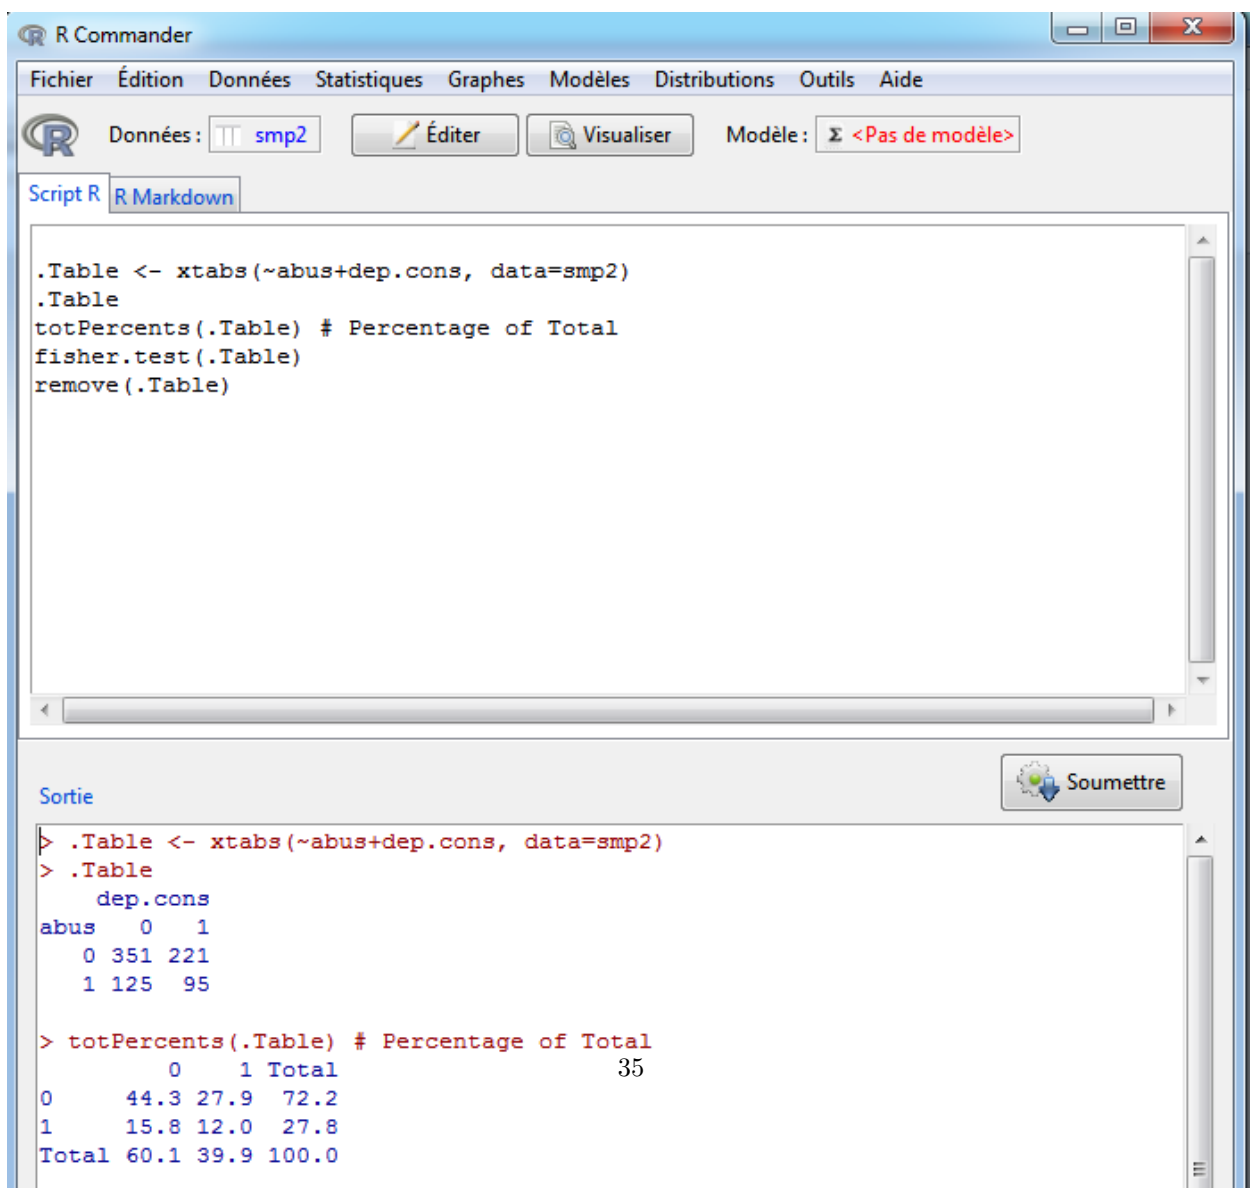 R Commander
Fichier Édition Données Statistiques Graphes Modèles Distributions Outils Aide
Données : smp2 Éditer Visualiser Modèle : Σ <Pas de modèle>
Script R R Markdown
.Table <- xtabs(~abus+dep.cons, data=smp2)
.Table
totPercents(.Table) # Percentage of Total
fisher.test(.Table)
remove(.Table)
Soumettre
Sortie
> .Table <- xtabs(~abus+dep.cons, data=smp2)
> .Table
dep.cons
abus 0 1
0 351 221
1 125 95
> totPercents(.Table) # Percentage of Total
0 1 Total
35
0 44.3 27.9 72.2
1 15.8 12.0 27.8
Total 60.1 39.9 100.0